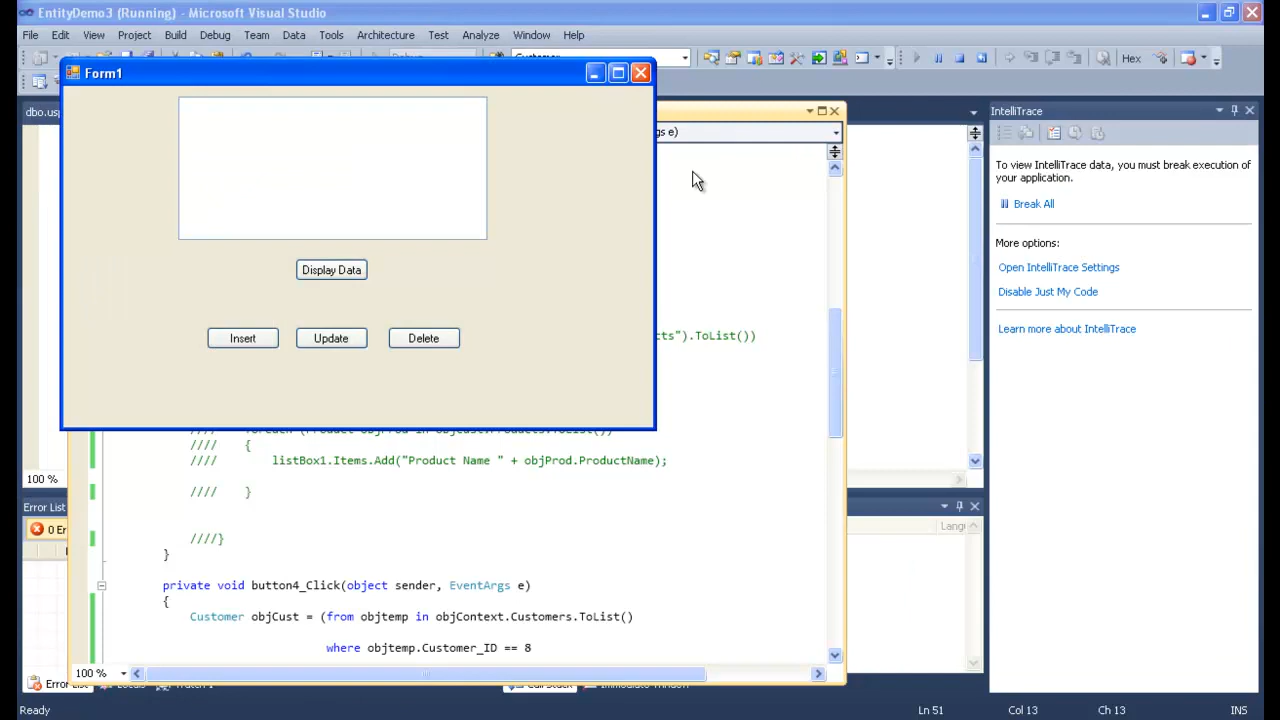 EntityDemo3 (Running) - Microsoft Visual Studio
File Edit View Project Build Debug Team Data Tools Architecture Test Analyze Window Help
Hex
Form1
dbo.us
gs e)
IntelliTrace
To view IntelliTrace data, you must break execution of
your application.
Break All
More options:
Open IntelliTrace Settings
Disable Just My Code
Learn more about IntelliTrace
Display Data
Insert Update Delete
cts").ToList())
//// {
//// listBox1.Items.Add("Product Name " + objProd.ProductName);
//// }
////}
}
private void button4_Click(object sender, EventArgs e)
{
Customer objCust = (from objtemp in objContext.Customers.ToList()
where objtemp.Customer_ID == 8
100 %
Error List
0 Er
Lang
100 %
Error List
Ready Ln 51 Col 13 Ch 13 INS